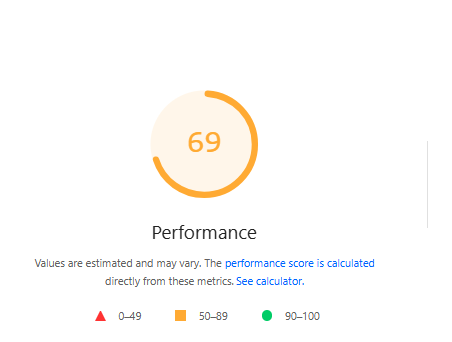 69
Performance
Values are estimated and may vary. The performance score is calculated
directly from these metrics. See calculator.
0–49 50–89 90–100